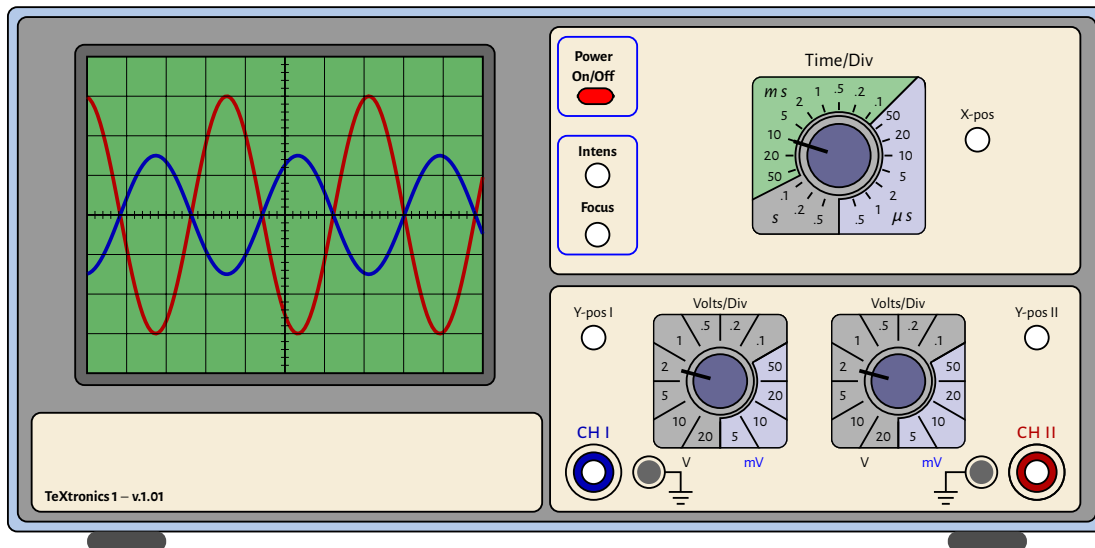 Power
On/Off
Intens
Focus
Time/Div
m s
50 20 10 5 2 1 .5 .2 .1
50 20 10 5 2 1 .5
μ s
.5 .2 .1
s
X-pos
Y-pos I
Volts/Div
20 10 5 2 1 .5 .2 .1
50 20 10 5
V
mV
CH I
Volts/Div
20 10 5 2 1 .5 .2 .1
50 20 10 5
V
mV
Y-pos II
CH II
TeXtronics 1 – v.1.01